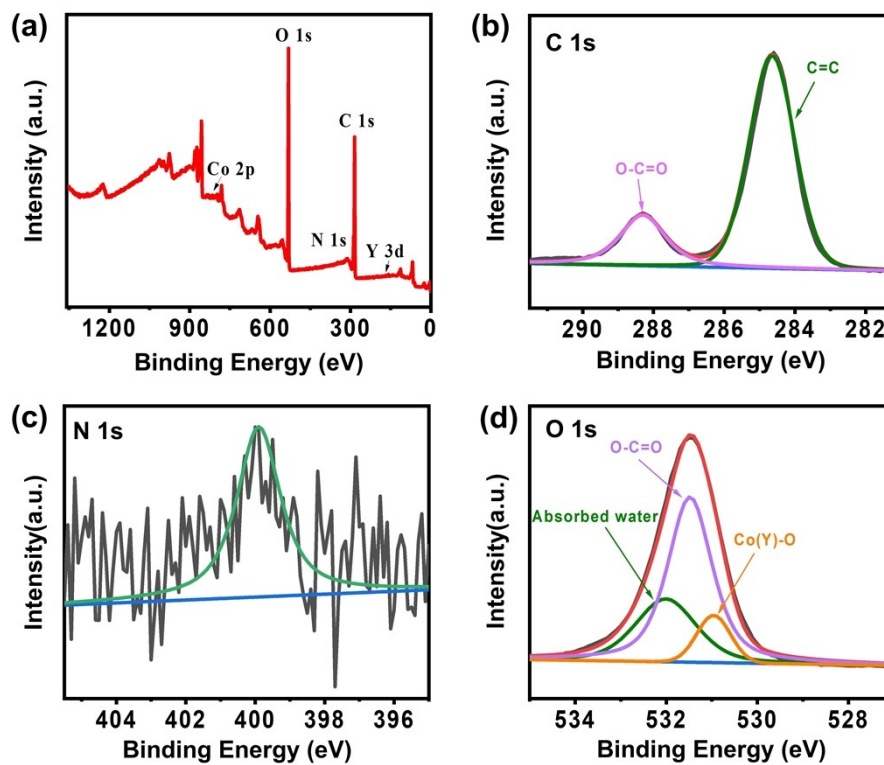 (a)
O 1s
C 1s
Co 2p
N 1s
Y 3d
Intensity (a.u.)
1200 900 600 300 0
Binding Energy (eV)
(b)
C 1s
C=C
O-C=O
Intensity (a.u.)
290 288 286 284 282
Binding Energy (eV)
(c)
N 1s
Intensity(a.u.)
404 402 400 398 396
Binding Energy (eV)
(d)
O 1s
O-C=O
Absorbed water
Co(Y)-O
Intensity(a.u.)
534 532 530 528
Binding Energy (eV)